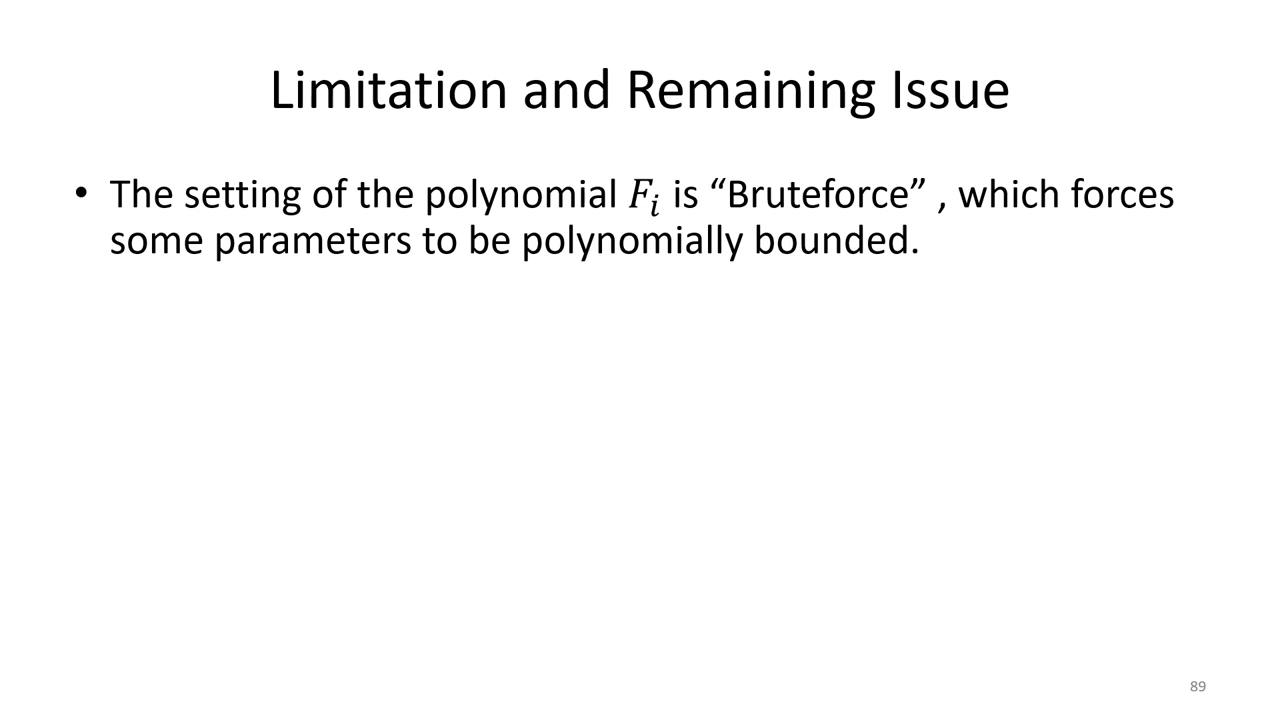 Limitation and Remaining Issue
• The setting of the polynomial 𝐹ᵢ is “Bruteforce” , which forces
some parameters to be polynomially bounded.
89